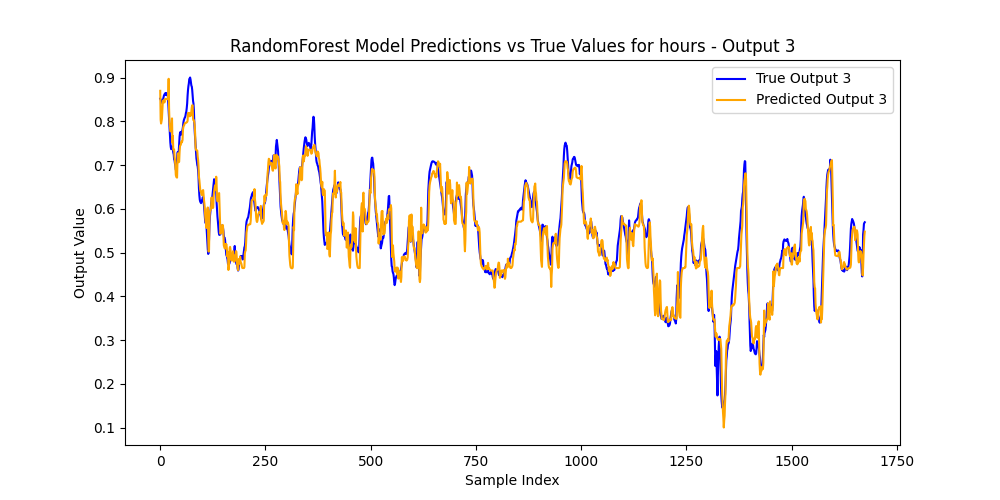 RandomForest Model Predictions vs True Values for hours - Output 3
True Output 3
Predicted Output 3
Output Value
0.9
0.8
0.7
0.6
0.5
0.4
0.3
0.2
0.1
0 250 500 750 1000 1250 1500 1750
Sample Index